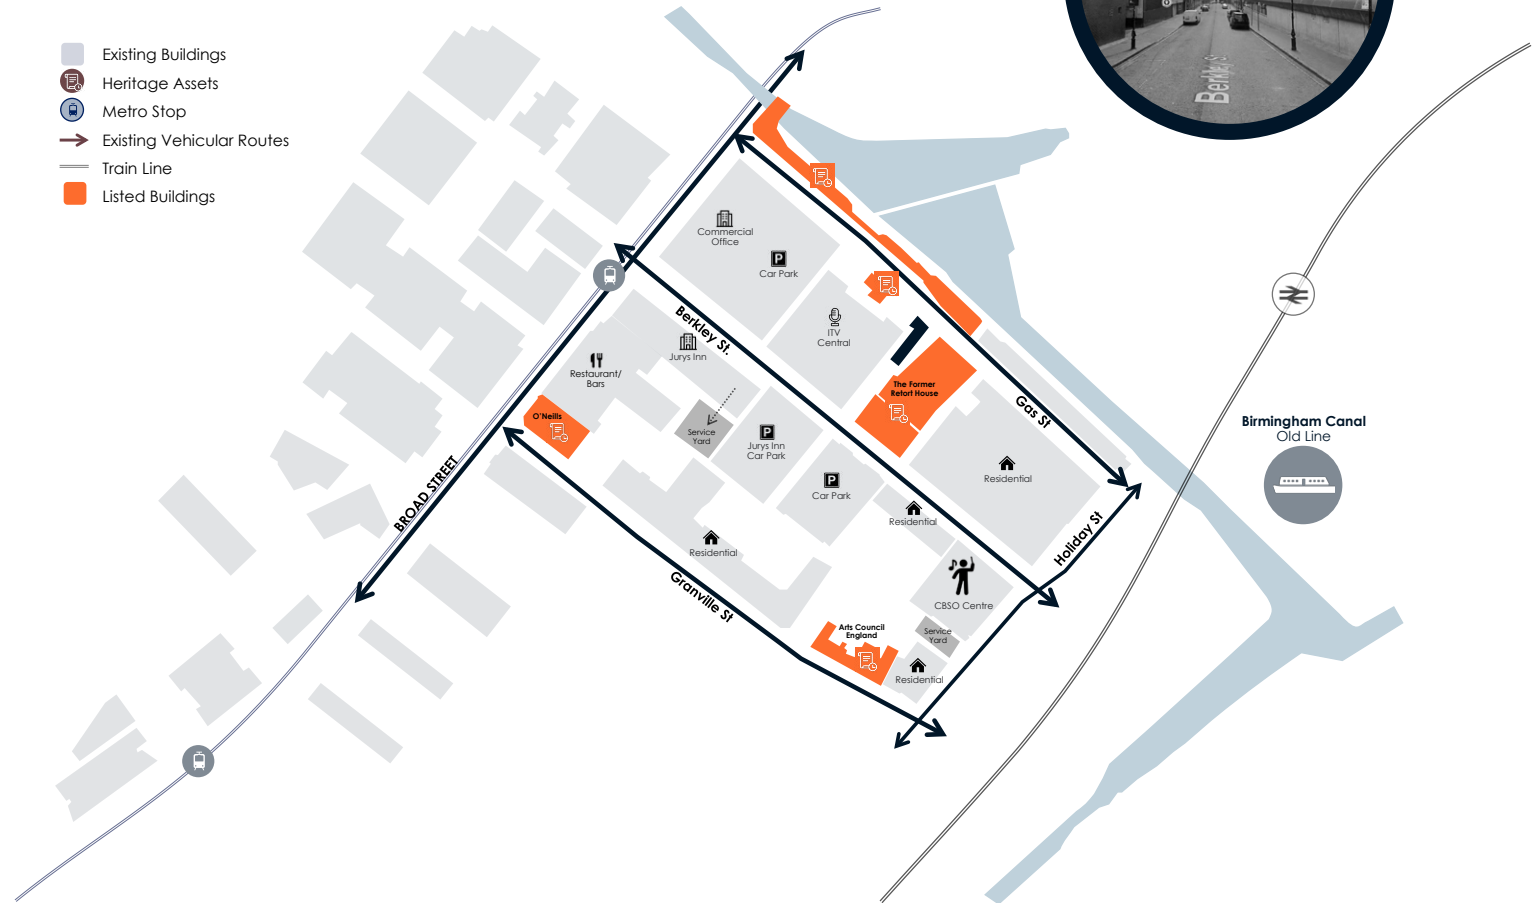 Existing Buildings
Heritage Assets
Metro Stop
Existing Vehicular Routes
Train Line
Listed Buildings
Berkley S
Commercial
Office
P
Car Park
ITV
Central
Berkley St.
Jurys Inn
Restaurant/
Bars
O'Neills
Service
Yard
P
Jurys Inn
Car Park
The Former
Retort House
Gas St
P
Car Park
Residential
Residential
Birmingham Canal
Old Line
BROAD STREET
Residential
Holiday St
Granville St
CBSO Centre
Arts Council
England
Service
Yard
Residential